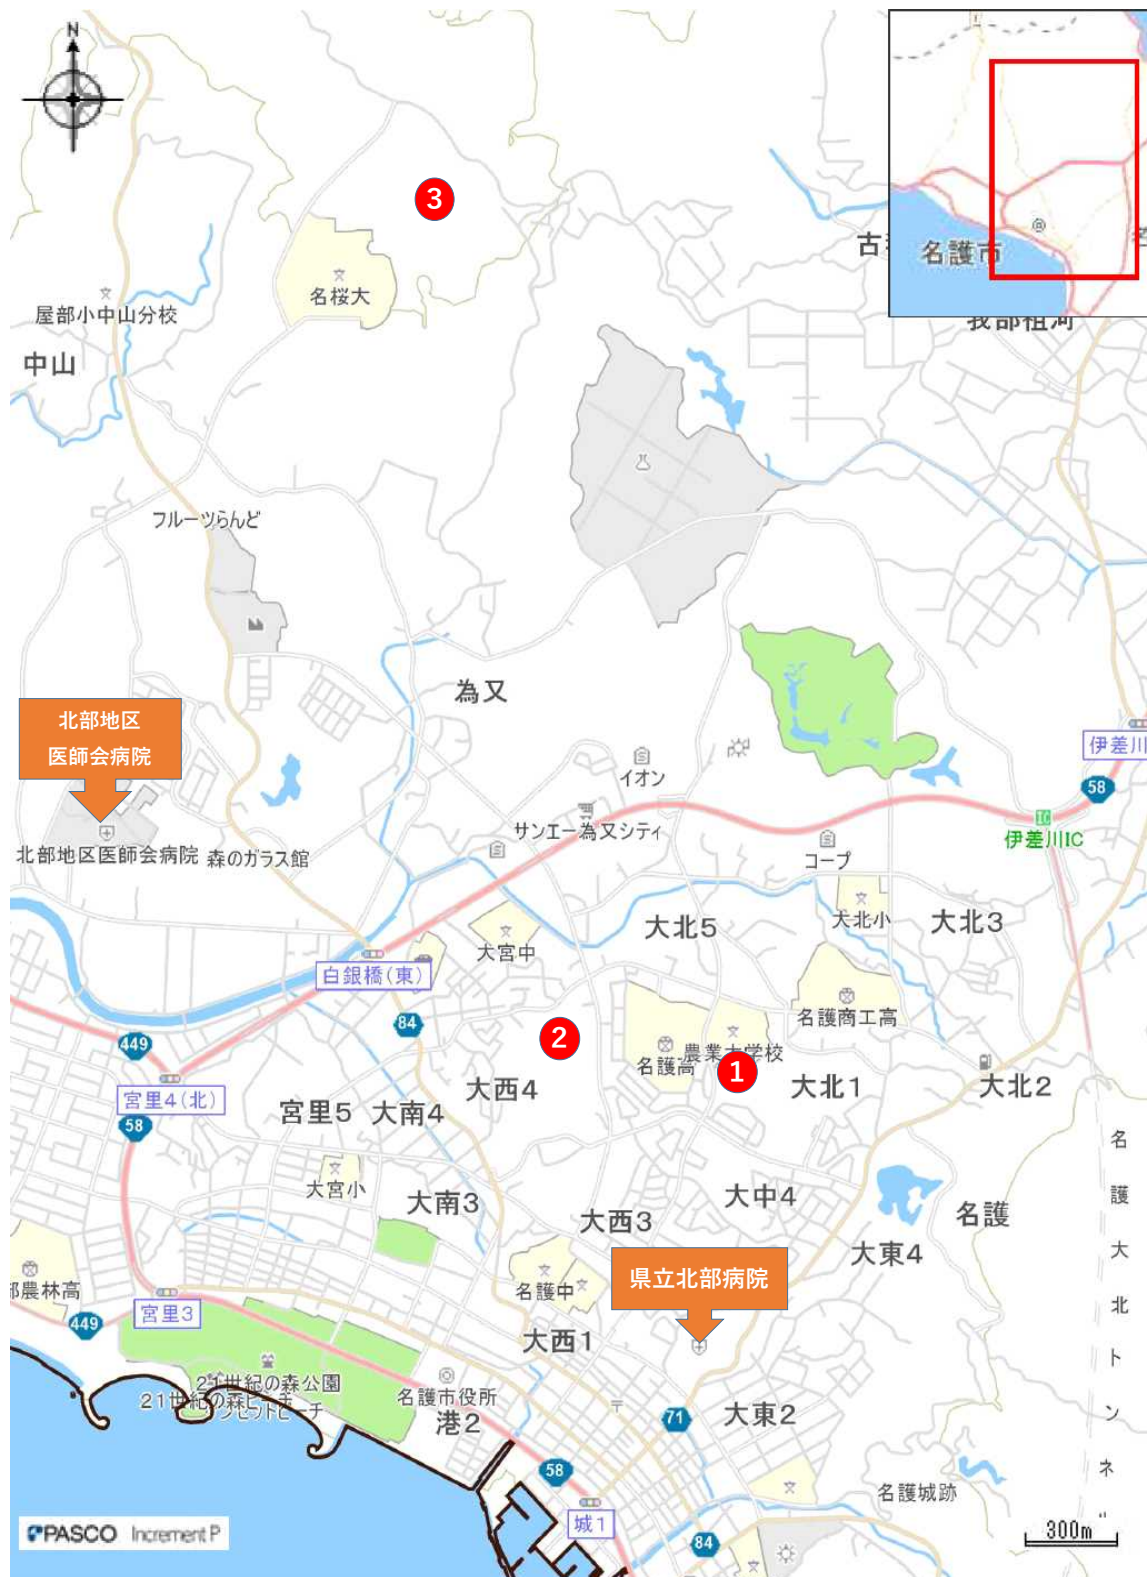 N
3
名桜大
屋部小中山分校
中山
名護市
我部祖河
フルーツらんど
為又
北部地区
医師会病院
北部地区医師会病院
森のガラス館
イオン
サンエー為又シティ
コープ
伊差川
58
IC
伊差川IC
大北5
大北小
大北3
大宮中
白銀橋(東)
名護商工高
84
2
名護高
農業大学校
1
大北1
大北2
449
宮里4(北)
58
宮里5
大南4
大西4
大宮小
大南3
大西3
大中4
名護
大東4
名護大北トンネル
部農林高
449
宮里3
名護中
県立北部病院
大西1
21世紀の森公園
名護市役所
港2
71
大東2
58
城1
84
名護城跡
300m
PASCO Increment P